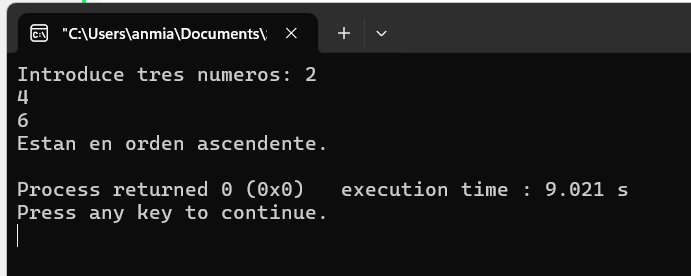 "C:\Users\anmia\Documents\
Introduce tres numeros: 2
4
6
Estan en orden ascendente.
Process returned 0 (0x0)   execution time : 9.021 s
Press any key to continue.